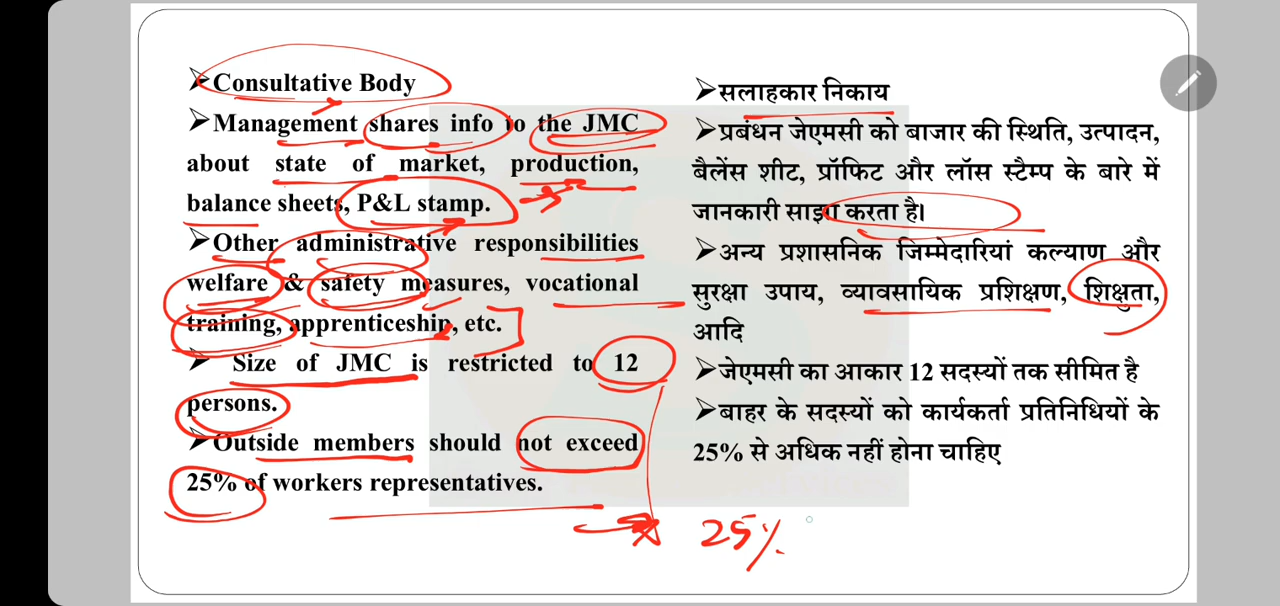 ➢Consultative Body
➢Management shares info to the JMC
about state of market, production,
balance sheets, P&L stamp.
➢Other administrative responsibilities
welfare & safety measures, vocational
training, apprenticeship, etc.
➢ Size of JMC is restricted to 12
persons.
➢Outside members should not exceed
25% of workers representatives.
➢सलाहकार निकाय
➢प्रबंधन जेएमसी को बाजार की स्थिति, उत्पादन,
बैलेंस शीट, प्रॉफिट और लॉस स्टैम्प के बारे में
जानकारी साझा करता है।
➢अन्य प्रशासनिक जिम्मेदारियां कल्याण और
सुरक्षा उपाय, व्यावसायिक प्रशिक्षण, शिक्षुता,
आदि
➢जेएमसी का आकार 12 सदस्यों तक सीमित है
➢बाहर के सदस्यों को कार्यकर्ता प्रतिनिधियों के
25% से अधिक नहीं होना चाहिए
25%